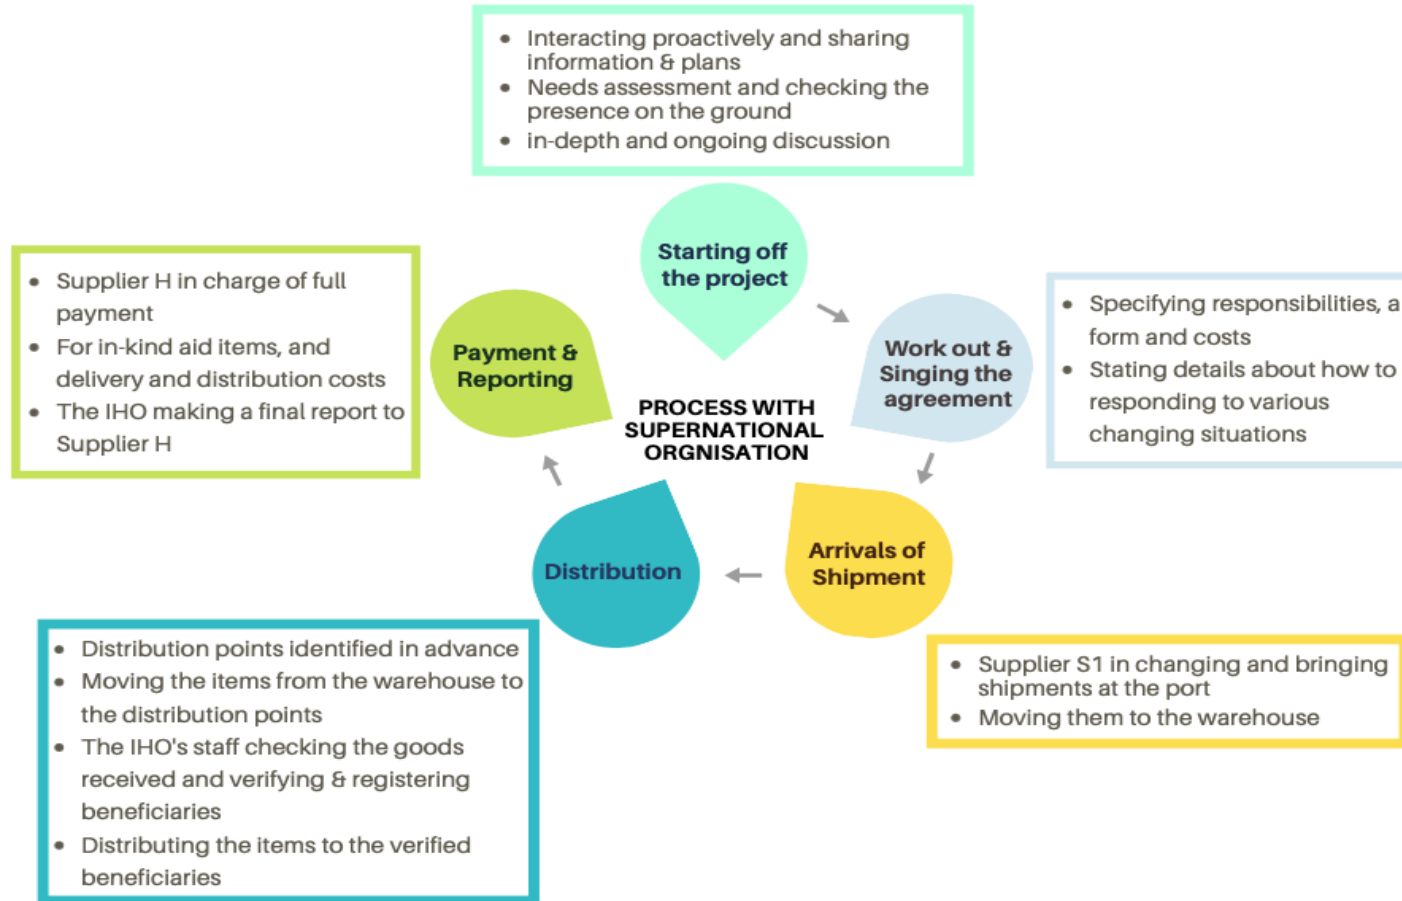 • Interacting proactively and sharing
information & plans
• Needs assessment and checking the
presence on the ground
• in-depth and ongoing discussion
Starting off
the project
• Supplier H in charge of full
payment
• For in-kind aid items, and
delivery and distribution costs
• The IHO making a final report to
Supplier H
Payment &
Reporting
Work out &
Singing the
agreement
• Specifying responsibilities, a
form and costs
• Stating details about how to
responding to various
changing situations
PROCESS WITH
SUPERNATIONAL
ORGNISATION
Distribution
Arrivals of
Shipment
• Distribution points identified in advance
• Moving the items from the warehouse to
the distribution points
• The IHO's staff checking the goods
received and verifying & registering
beneficiaries
• Distributing the items to the verified
beneficiaries
• Supplier S1 in changing and bringing
shipments at the port
• Moving them to the warehouse